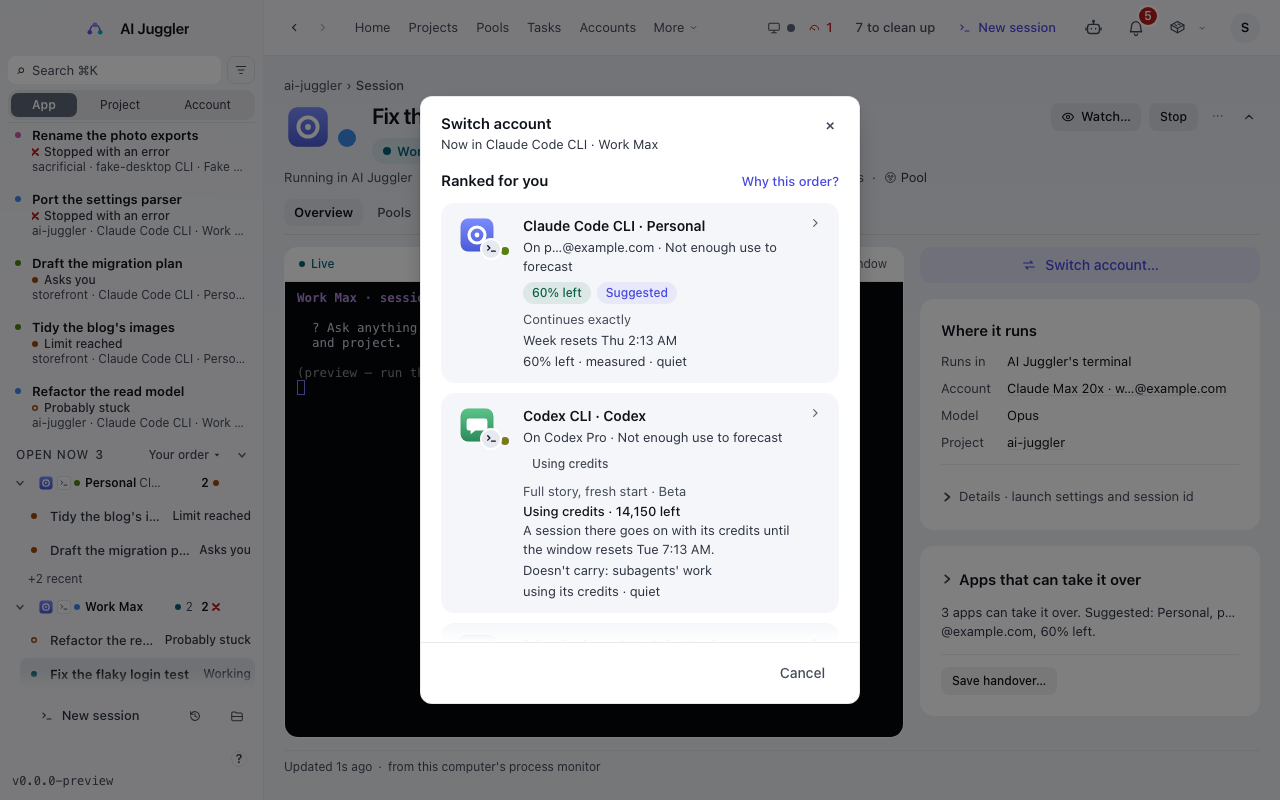 AI Juggler
Search ⌘K
App
Project
Account
Rename the photo exports
Stopped with an error
sacrificial · fake-desktop CLI · Fake ...
Port the settings parser
Stopped with an error
ai-juggler · Claude Code CLI · Work ...
Draft the migration plan
Asks you
storefront · Claude Code CLI · Perso...
Tidy the blog's images
Limit reached
storefront · Claude Code CLI · Perso...
Refactor the read model
Probably stuck
ai-juggler · Claude Code CLI · Work ...
OPEN NOW 3
Your order
Personal Cl...
2
Tidy the blog's i...
Limit reached
Draft the migration p...
Asks you
+2 recent
Work Max
2
2
Refactor the re...
Probably stuck
Fix the flaky login test
Working
New session
?
v0.0.0-preview
Home
Projects
Pools
Tasks
Accounts
More
1
7 to clean up
New session
5
S
ai-juggler › Session
Fix th
Wor
Watch...
Stop
Running in AI Juggler
s · Pool
Overview
Pools
Live
ndow
Work Max · sessi
? Ask anything
and project.
(preview — run th
Switch account
Now in Claude Code CLI · Work Max
Ranked for you
Why this order?
Claude Code CLI · Personal
On p...@example.com · Not enough use to
forecast
60% left
Suggested
Continues exactly
Week resets Thu 2:13 AM
60% left · measured · quiet
Codex CLI · Codex
On Codex Pro · Not enough use to forecast
Using credits
Full story, fresh start · Beta
Using credits · 14,150 left
A session there goes on with its credits until
the window resets Tue 7:13 AM.
Doesn't carry: subagents' work
using its credits · quiet
Cancel
Switch account...
Where it runs
Runs in
AI Juggler's terminal
Account
Claude Max 20x · w...@example.com
Model
Opus
Project
ai-juggler
Details · launch settings and session id
Apps that can take it over
3 apps can take it over. Suggested: Personal, p...
@example.com, 60% left.
Save handover...
Updated 1s ago · from this computer's process monitor